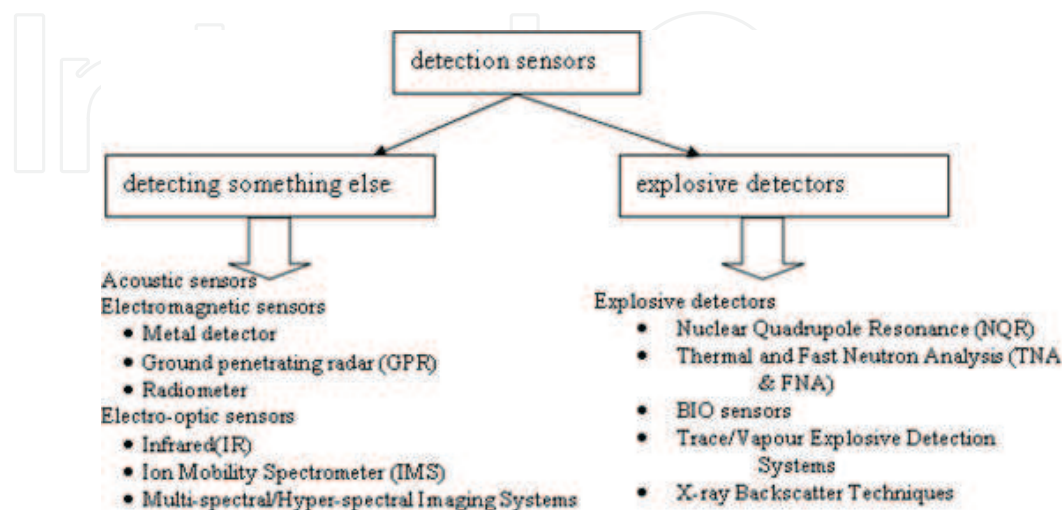 detection sensors
detecting something else
explosive detectors
Acoustic sensors
Electromagnetic sensors
• Metal detector
• Ground penetrating radar (GPR)
• Radiometer
Electro-optic sensors
• Infrared(IR)
• Ion Mobility Spectrometer (IMS)
• Multi-spectral/Hyper-spectral Imaging Systems
Explosive detectors
• Nuclear Quadrupole Resonance (NQR)
• Thermal and Fast Neutron Analysis (TNA
& FNA)
• BIO sensors
• Trace/Vapour Explosive Detection
Systems
• X-ray Backscatter Techniques